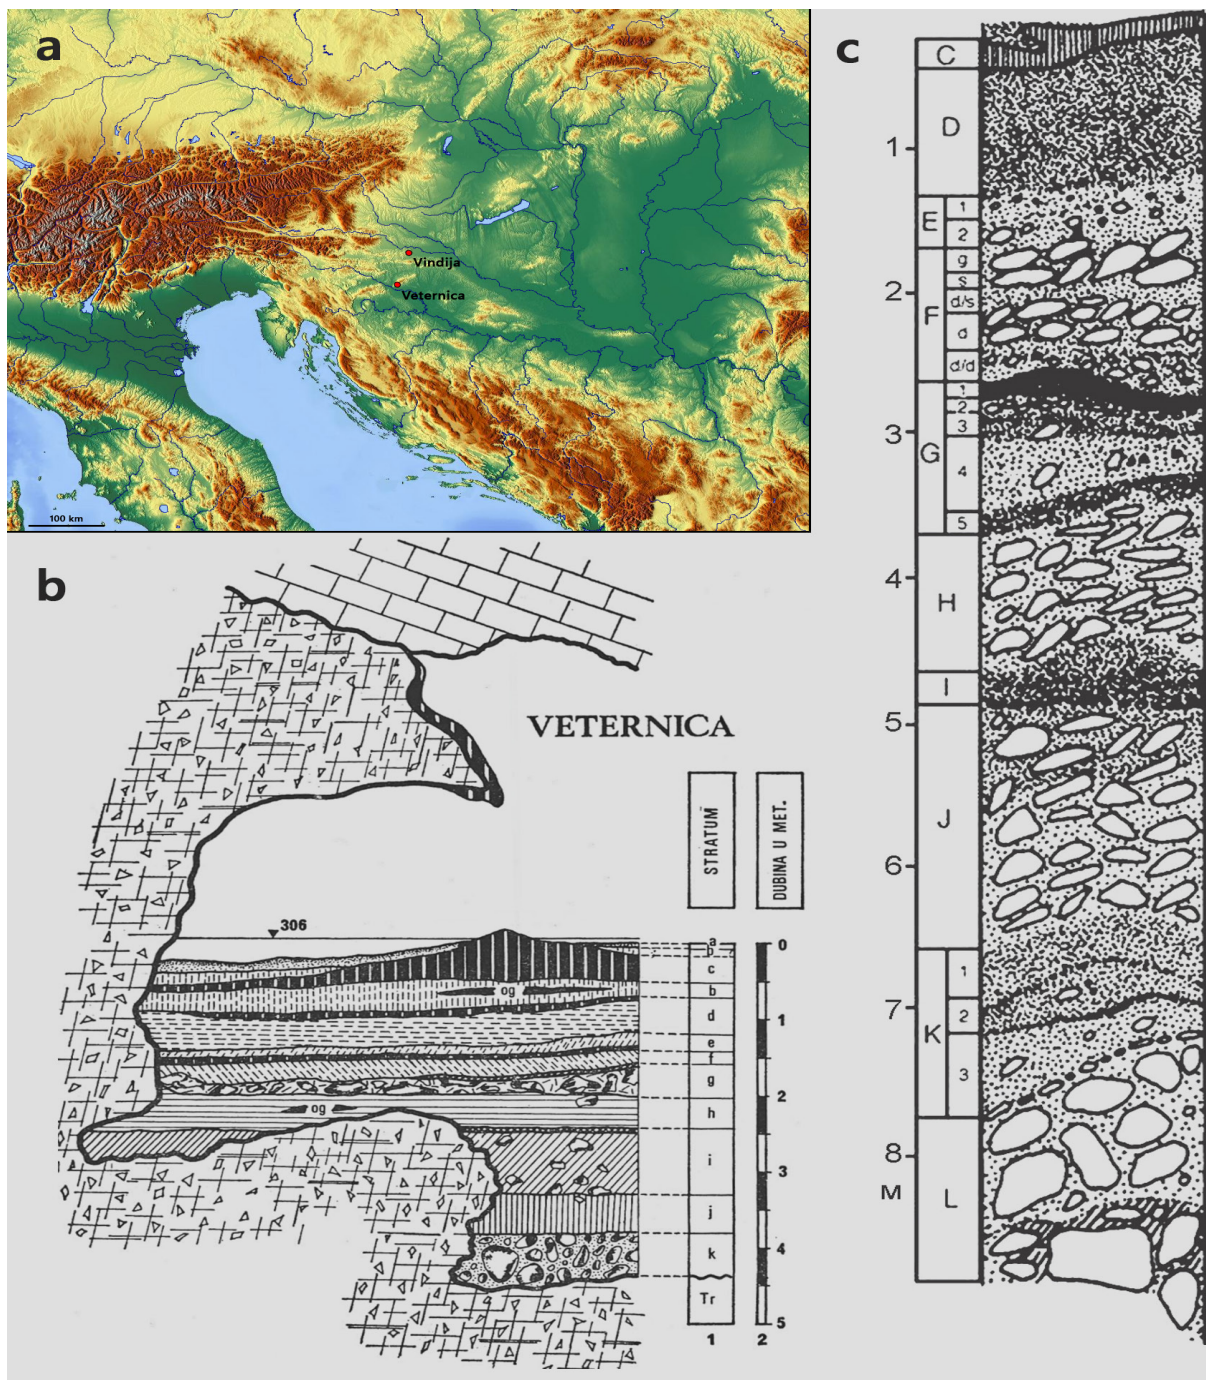 a
Vindija
Veternica
100 km
b
VETERNICA
STRATUM
DUBINA U MET.
306
og
og
a
b
c
b
d
e
f
g
h
i
j
k
Tr
1
0
1
2
3
4
5
2
c
C
D
E
1
2
F
g
s
d/s
d
d/d
G
1
2
3
4
5
H
I
J
K
1
2
3
L
1
2
3
4
5
6
7
8
M